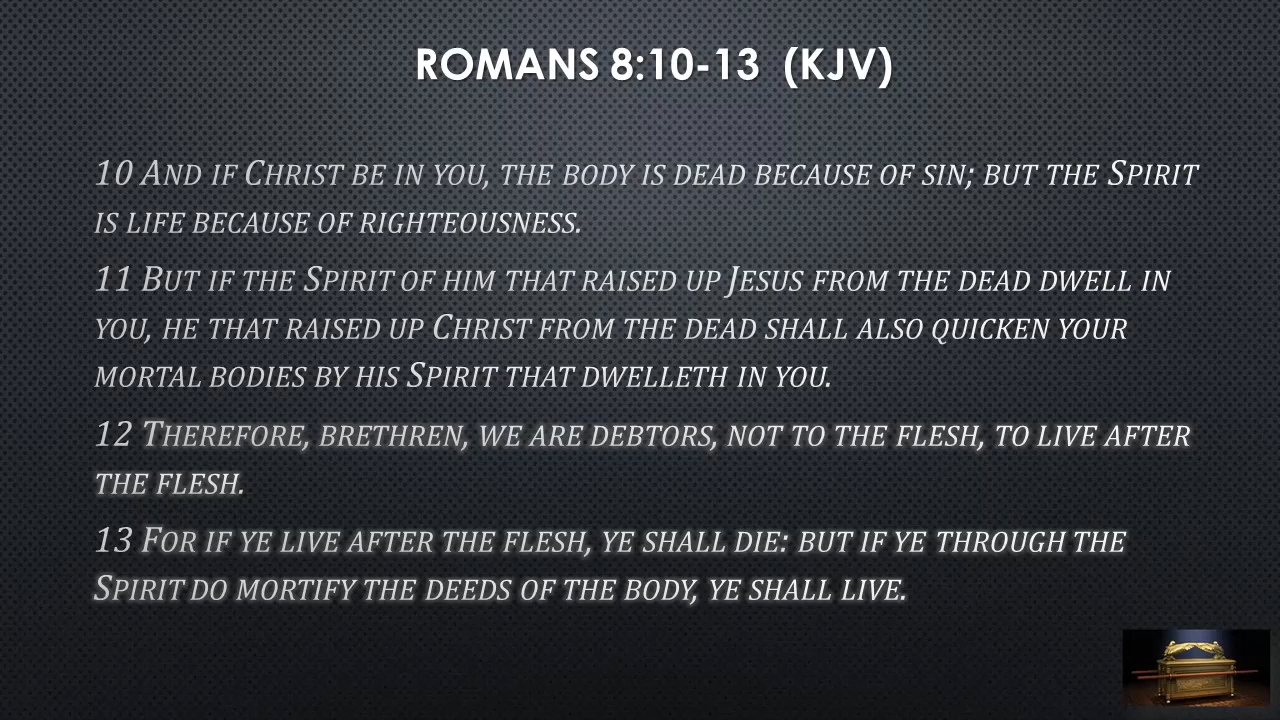 ROMANS 8:10-13 (KJV)
10 And if Christ be in you, the body is dead because of sin; but the Spirit
is life because of righteousness.
11 But if the Spirit of him that raised up Jesus from the dead dwell in
you, he that raised up Christ from the dead shall also quicken your
mortal bodies by his Spirit that dwelleth in you.
12 Therefore, brethren, we are debtors, not to the flesh, to live after
the flesh.
13 For if ye live after the flesh, ye shall die: but if ye through the
Spirit do mortify the deeds of the body, ye shall live.